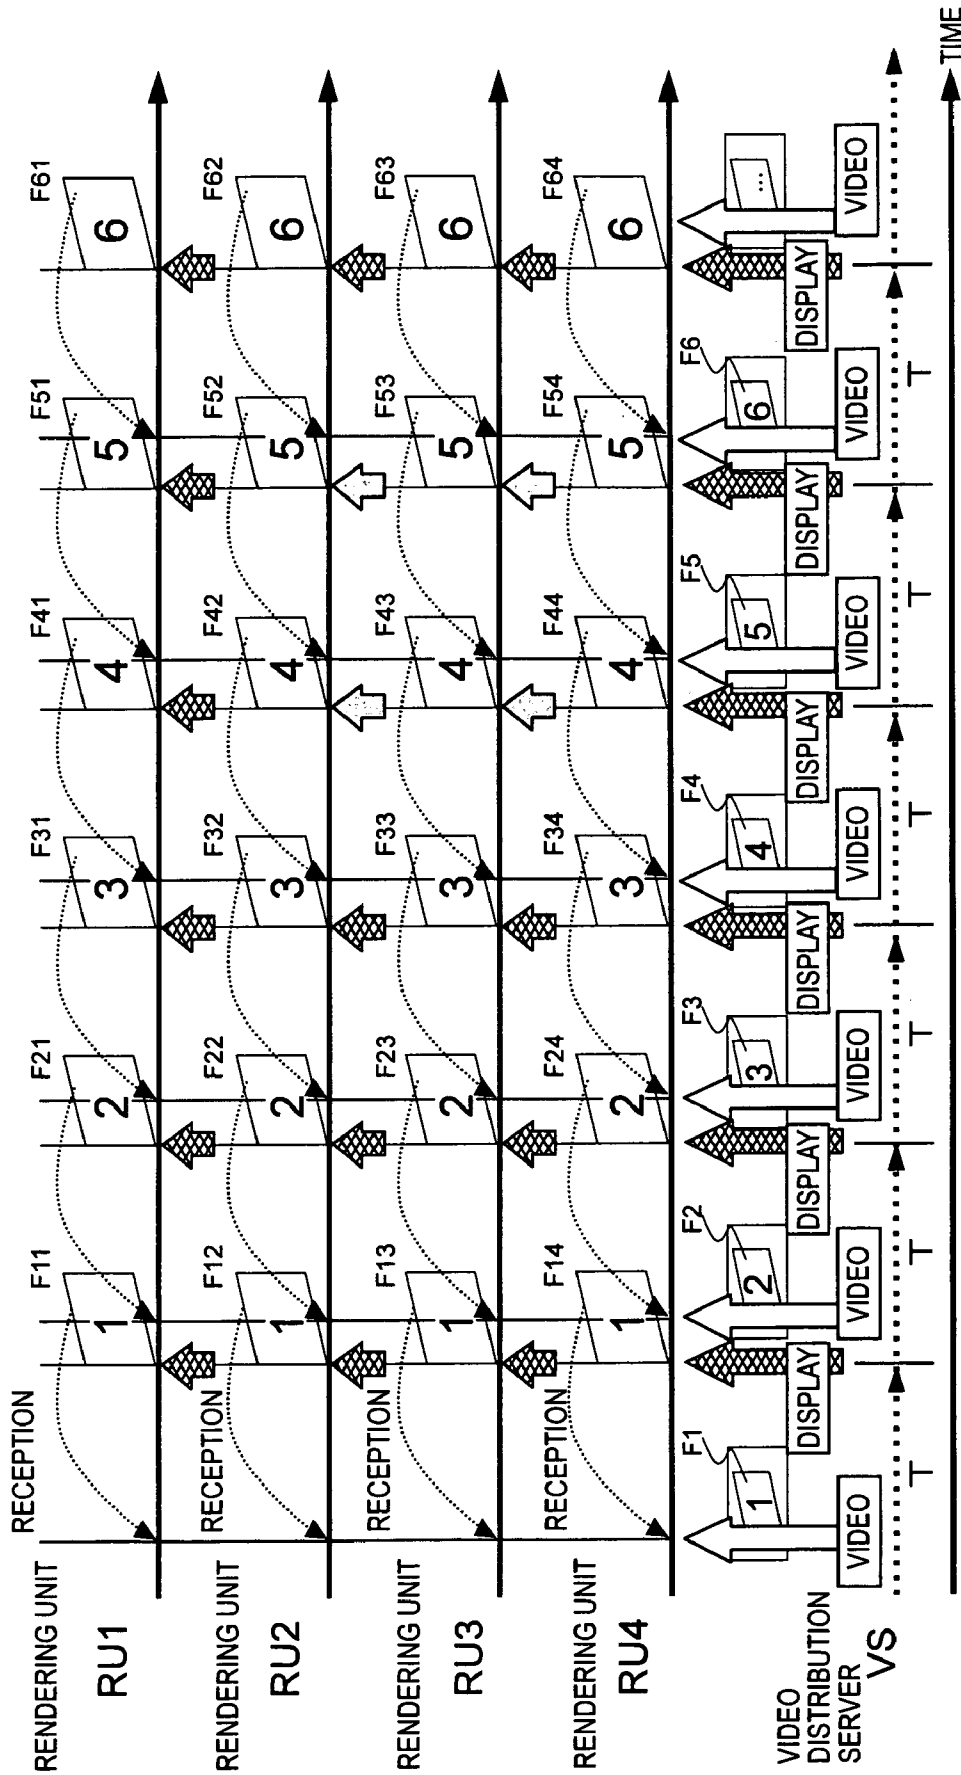 RENDERING UNIT
RU1
RECEPTION
F11
F21
F31
F41
F51
F61
1
2
3
4
5
6
RENDERING UNIT
RU2
RECEPTION
F12
F22
F32
F42
F52
F62
1
2
3
4
5
6
RENDERING UNIT
RU3
RECEPTION
F13
F23
F33
F43
F53
F63
1
2
3
4
5
6
RENDERING UNIT
RU4
RECEPTION
F14
F24
F34
F44
F54
F64
1
2
3
4
5
6
VIDEO
DISTRIBUTION
SERVER
VS
F1
F2
F3
F4
F5
F6
1
2
3
4
5
6
...
DISPLAY
DISPLAY
DISPLAY
DISPLAY
DISPLAY
DISPLAY
VIDEO
VIDEO
VIDEO
VIDEO
VIDEO
VIDEO
VIDEO
T
T
T
T
T
T
TIME